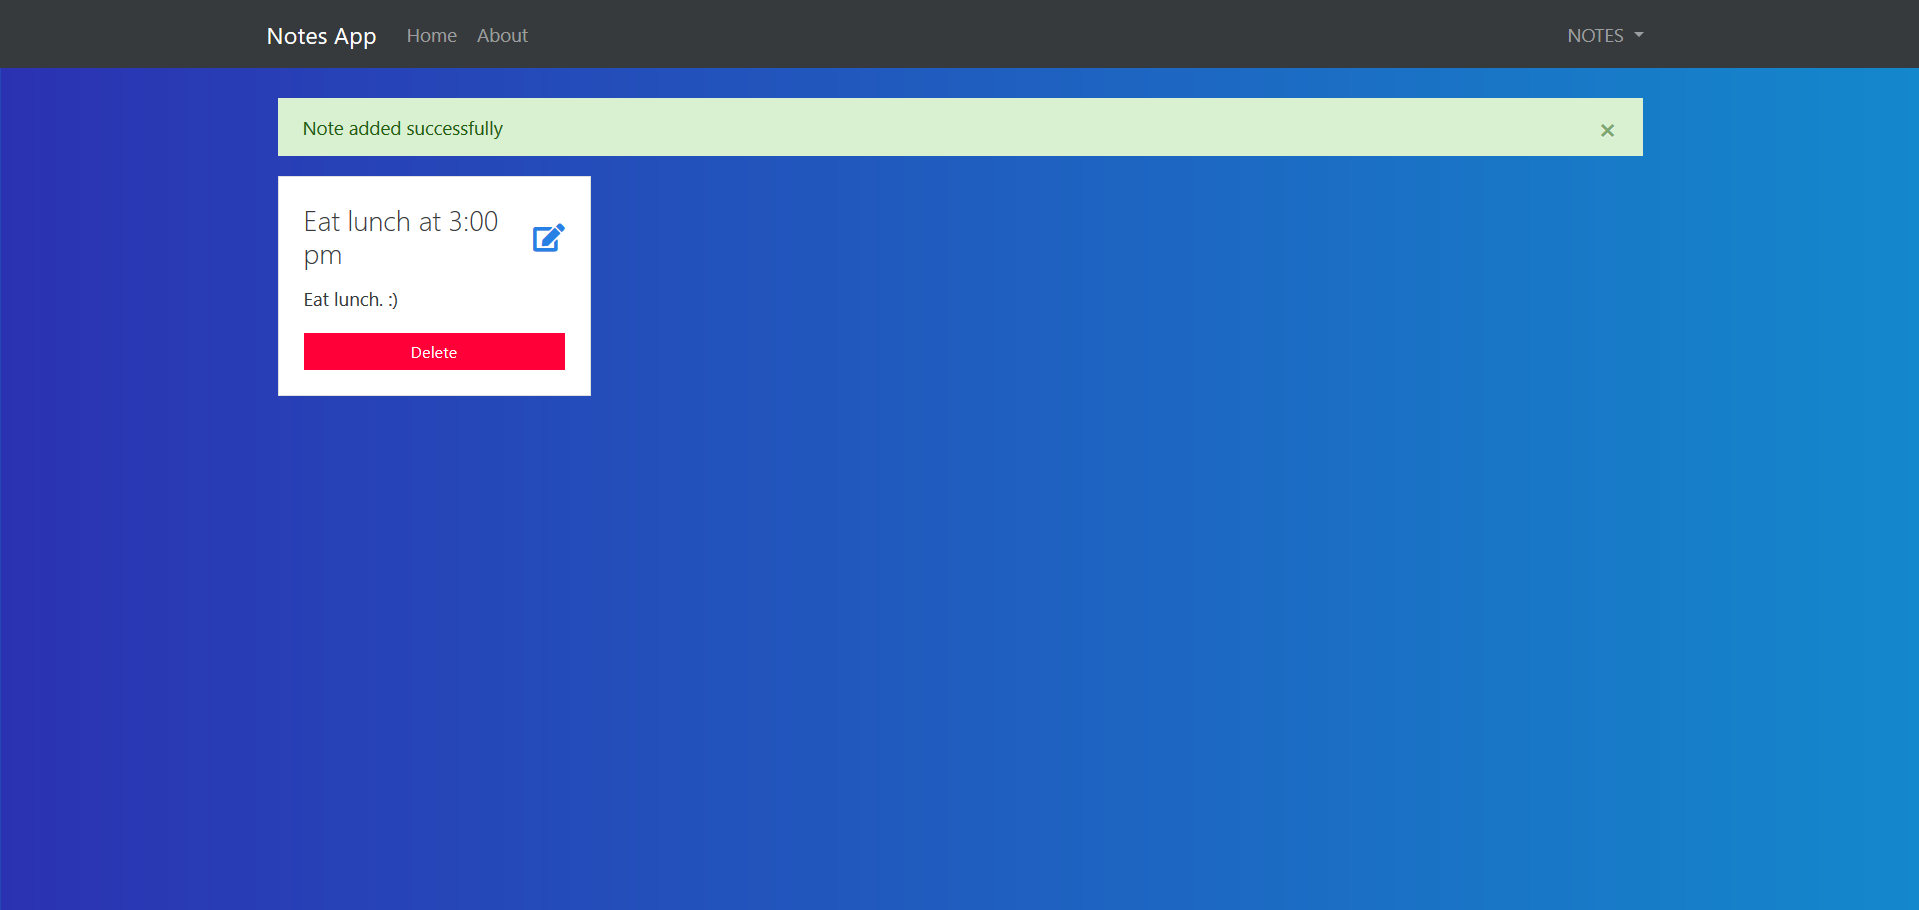 Notes App Home About NOTES
Note added successfully ×
Eat lunch at 3:00
pm
Eat lunch. :)
Delete